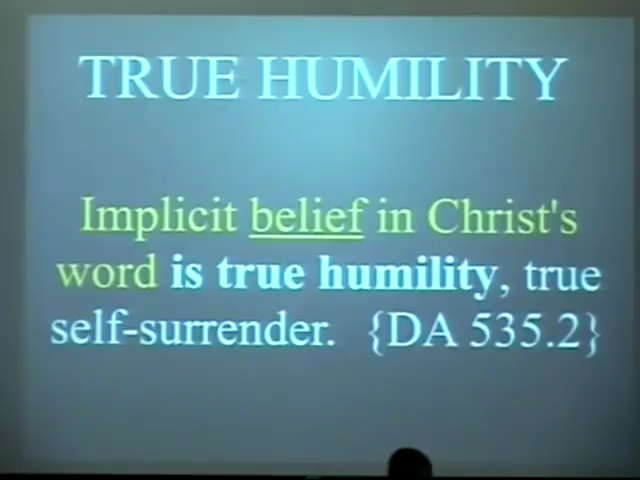 TRUE HUMILITY
Implicit belief in Christ's
word is true humility, true
self-surrender. {DA 535.2}